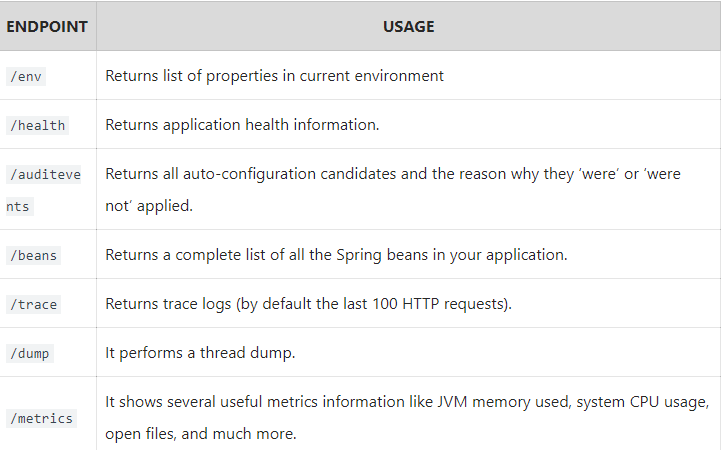 ENDPOINT USAGE
/env Returns list of properties in current environment
/health Returns application health information.
/auditeve Returns all auto-configuration candidates and the reason why they ‘were’ or ‘were
nts not’ applied.
/beans Returns a complete list of all the Spring beans in your application.
/trace Returns trace logs (by default the last 100 HTTP requests).
/dump It performs a thread dump.
/metrics It shows several useful metrics information like JVM memory used, system CPU usage,
open files, and much more.